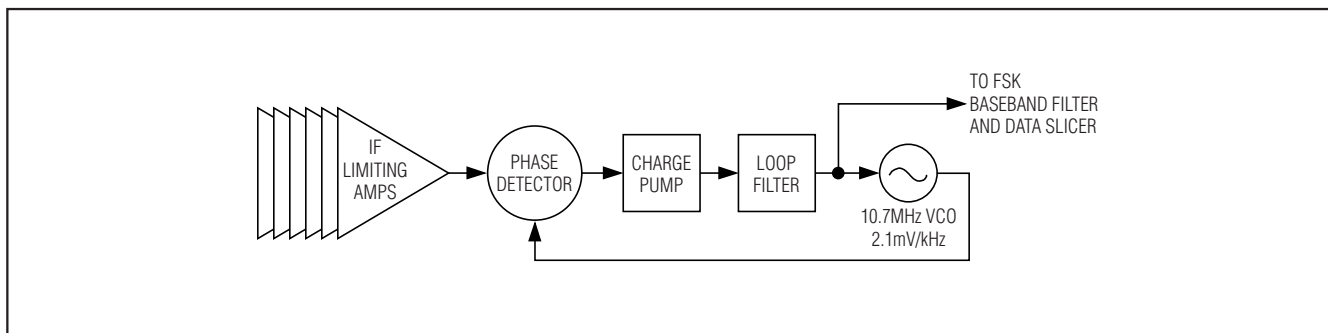 IF
LIMITING
AMPS
PHASE
DETECTOR
CHARGE
PUMP
LOOP
FILTER
TO FSK
BASEBAND FILTER
AND DATA SLICER
10.7MHz VCO
2.1mV/kHz